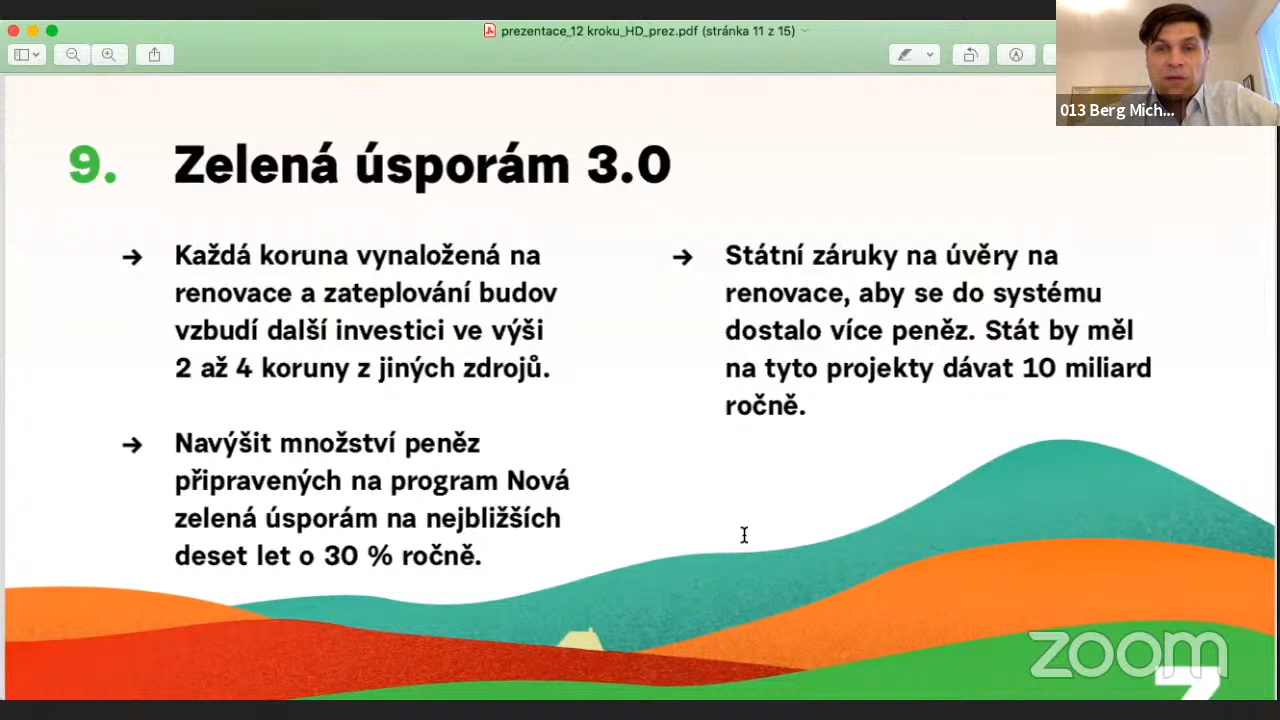 prezentace_12 kroku_HD_prez.pdf (stránka 11 z 15)
013 Berg Mich...
9. Zelená úsporám 3.0
→ Každá koruna vynaložená na
renovace a zateplování budov
vzbudí další investici ve výši
2 až 4 koruny z jiných zdrojů.
→ Navýšit množství peněz
připravených na program Nová
zelená úsporám na nejbližších
deset let o 30 % ročně.
→ Státní záruky na úvěry na
renovace, aby se do systému
dostalo více peněz. Stát by měl
na tyto projekty dávat 10 miliard
ročně.
zoom